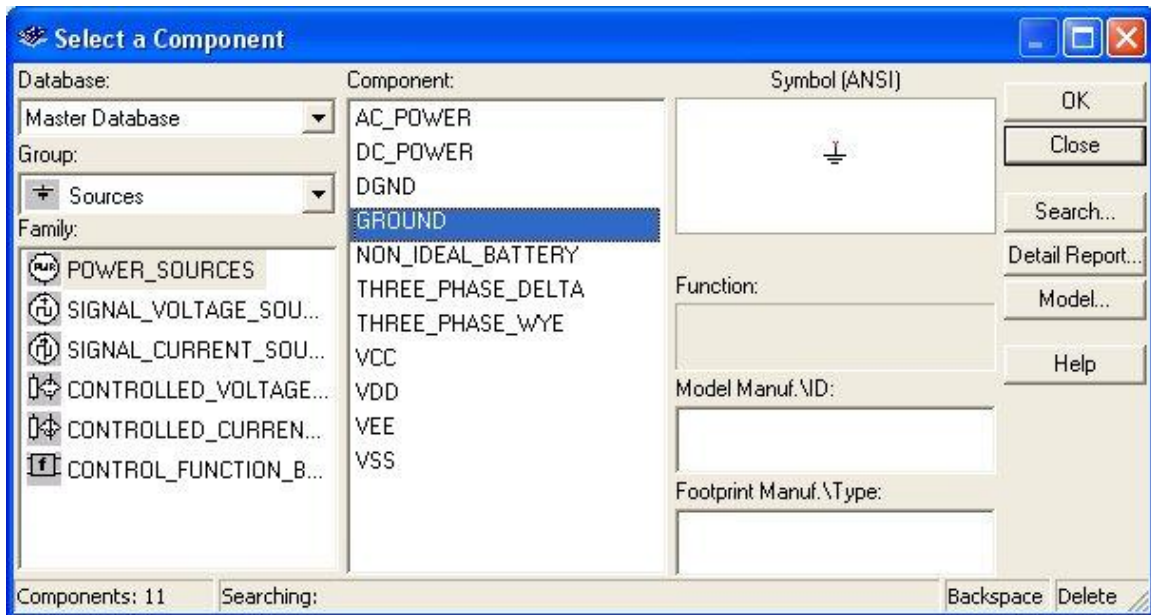 Select a Component
Database:
Master Database
Group:
Sources
Family:
POWER_SOURCES
SIGNAL_VOLTAGE_SOU...
SIGNAL_CURRENT_SOU...
CONTROLLED_VOLTAGE...
CONTROLLED_CURREN...
CONTROL_FUNCTION_B...
Component:
AC_POWER
DC_POWER
DGND
GROUND
NON_IDEAL_BATTERY
THREE_PHASE_DELTA
THREE_PHASE_WYE
VCC
VDD
VEE
VSS
Symbol (ANSI)
Function:
Model Manuf.\ID:
Footprint Manuf.\Type:
OK
Close
Search...
Detail Report...
Model...
Help
Components: 11
Searching:
Backspace
Delete